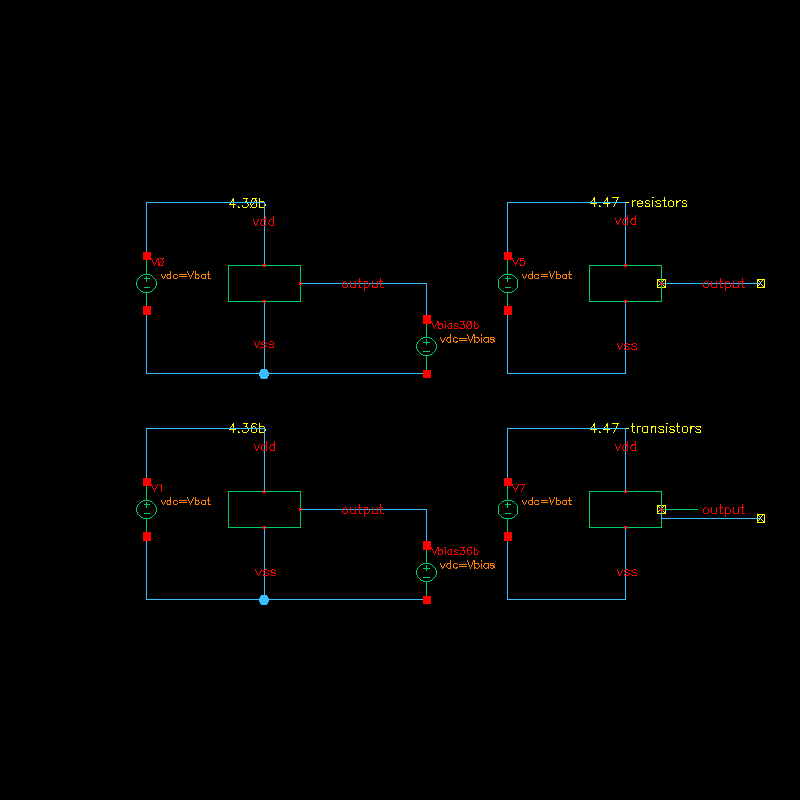 4.30b
vdd
V0
vdc=Vbat
output
Vbias30b
vdc=Vbias
vss
4.47 -resistors
vdd
V5
vdc=Vbat
output
vss
4.36b
vdd
V1
vdc=Vbat
output
Vbias36b
vdc=Vbias
vss
4.47 -transistors
vdd
V7
vdc=Vbat
output
vss